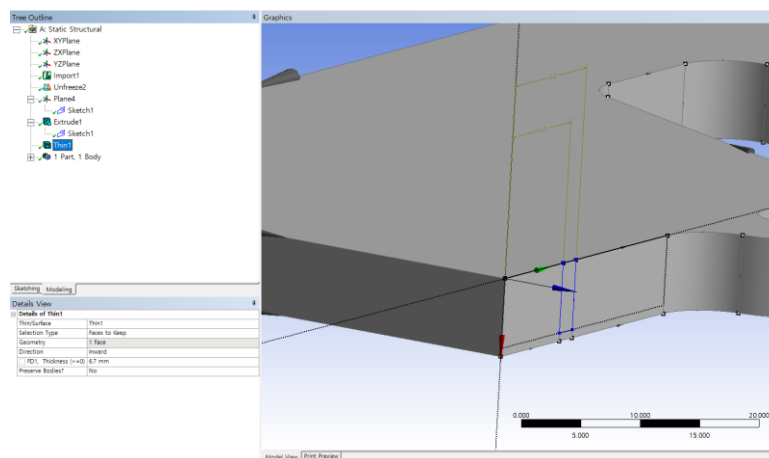 Tree Outline
A: Static Structural
XYPlane
ZXPlane
YZPlane
Import1
Unfreeze2
Plane4
Sketch1
Extrude1
Sketch1
Thin1
1 Part, 1 Body
Sketching Modeling
Details View
Details of Thin1
Thin/Surface Thin1
Selection Type Faces to Keep
Geometry 1 Face
Direction Inward
FD1, Thickness (>=0) 6.7 mm
Preserve Bodies? No
Graphics
0.000 10.000 20.000
5.000 15.000
Model View Print Preview